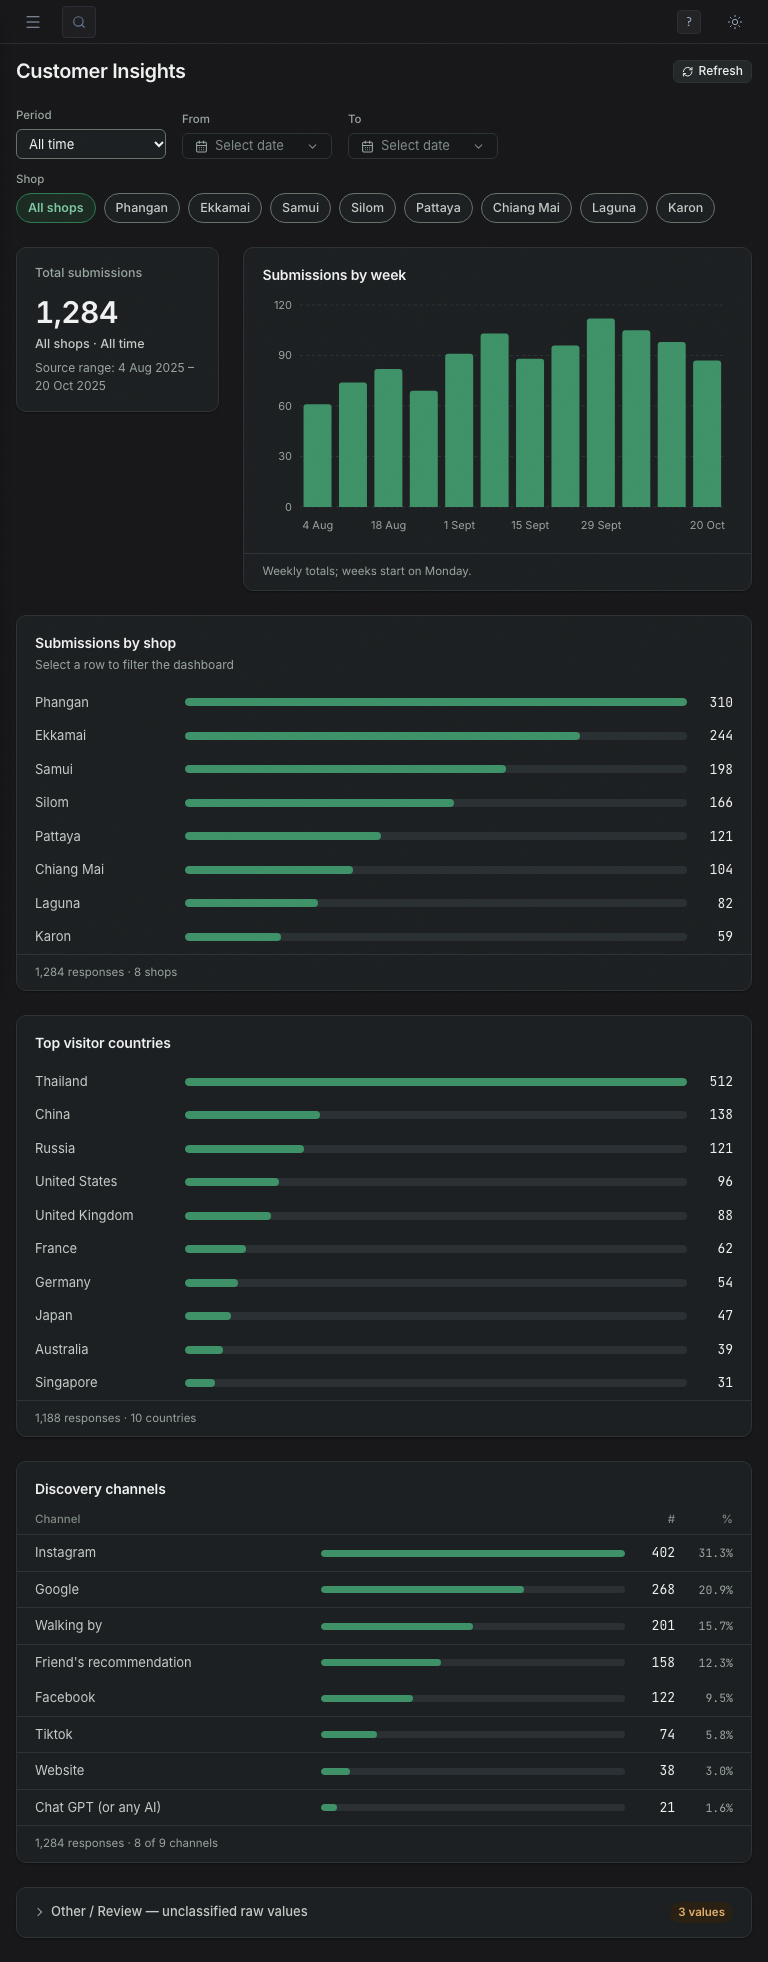 ?
Customer Insights
Refresh
Period
From
To
All time
Select date
Select date
Shop
All shops
Phangan
Ekkamai
Samui
Silom
Pattaya
Chiang Mai
Laguna
Karon
Total submissions
1,284
All shops · All time
Source range: 4 Aug 2025 –
20 Oct 2025
Submissions by week
120
90
60
30
0
4 Aug
18 Aug
1 Sept
15 Sept
29 Sept
20 Oct
Weekly totals; weeks start on Monday.
Submissions by shop
Select a row to filter the dashboard
Phangan 310
Ekkamai 244
Samui 198
Silom 166
Pattaya 121
Chiang Mai 104
Laguna 82
Karon 59
1,284 responses · 8 shops
Top visitor countries
Thailand 512
China 138
Russia 121
United States 96
United Kingdom 88
France 62
Germany 54
Japan 47
Australia 39
Singapore 31
1,188 responses · 10 countries
Discovery channels
Channel # %
Instagram 402 31.3%
Google 268 20.9%
Walking by 201 15.7%
Friend's recommendation 158 12.3%
Facebook 122 9.5%
Tiktok 74 5.8%
Website 38 3.0%
Chat GPT (or any AI) 21 1.6%
1,284 responses · 8 of 9 channels
Other / Review — unclassified raw values
3 values